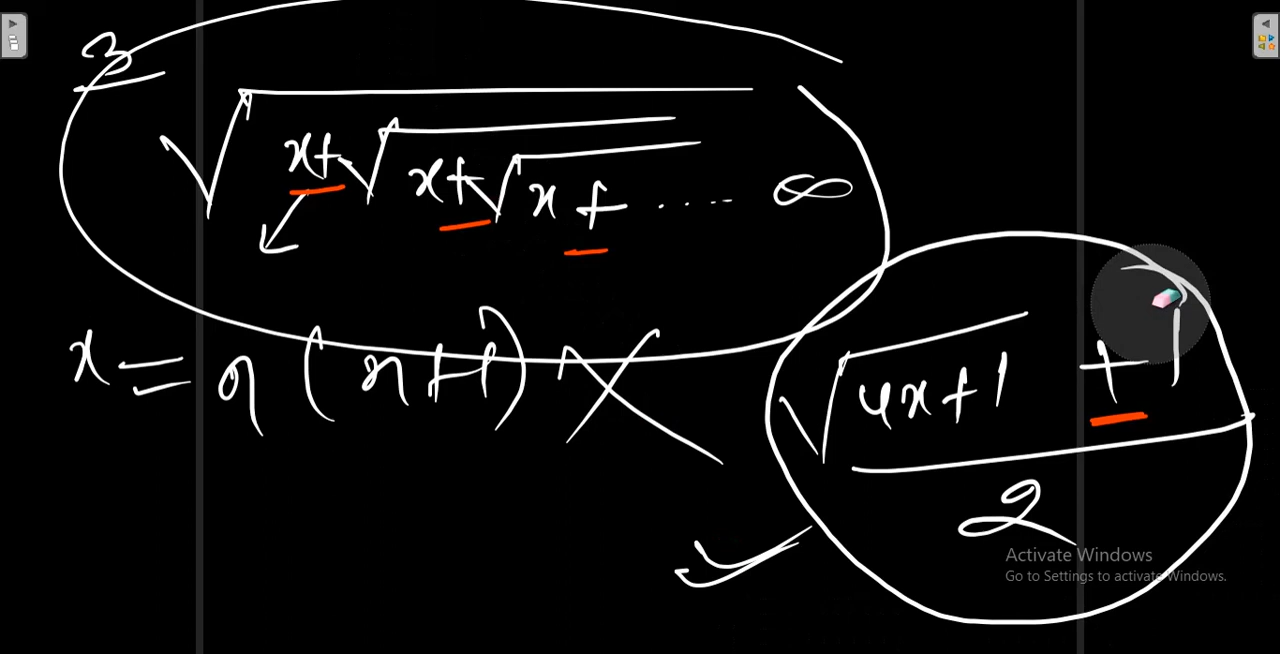 3
√x+√x+√x+ ..... ∞
x = n(n+1) X
√4x+1 +1
2
Activate Windows
Go to Settings to activate Windows.